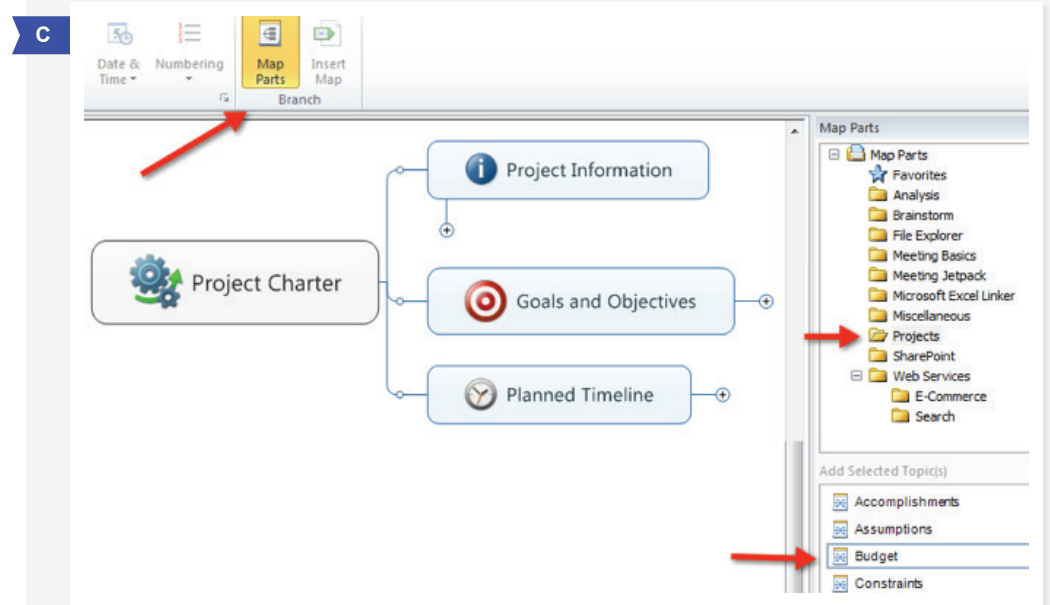 C
Date & Time
Numbering
Map Parts
Insert Map
Branch
Project Charter
Project Information
Goals and Objectives
Planned Timeline
Map Parts
Map Parts
Favorites
Analysis
Brainstorm
File Explorer
Meeting Basics
Meeting Jetpack
Microsoft Excel Linker
Miscellaneous
Projects
SharePoint
Web Services
E-Commerce
Search
Add Selected Topic(s)
Accomplishments
Assumptions
Budget
Constraints